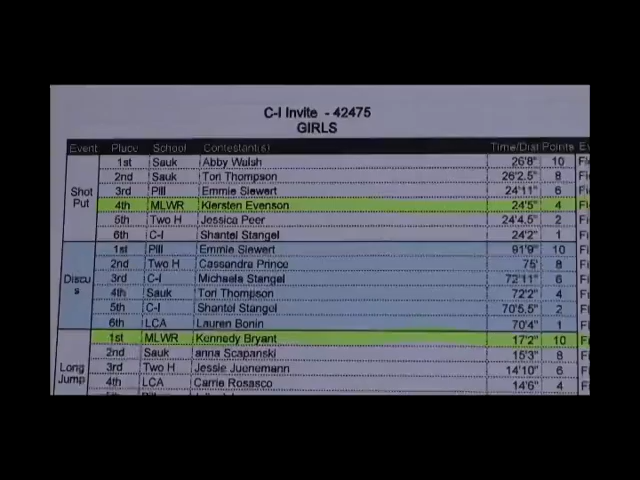 C-I Invite - 42475
GIRLS
Event Place School Contestant(s) Time/Dist Points
1st Sauk Abby Walsh 26'8" 10
2nd Sauk Tori Thompson 26'2.5" 8
3rd Pill Emmie Siewert 24'11" 6
Shot Put 4th MLWR Kiersten Evenson 24'5" 4
5th Two H Jessica Peer 24'4.5" 2
6th C-I Shantel Stangel 24'2" 1
1st Pill Emmie Siewert 91'9" 10
2nd Two H Cassandra Prince 75' 8
Discus 3rd C-I Michaela Stangel 72'11" 6
4th Sauk Tori Thompson 72'2" 4
5th C-I Shantel Stangel 70'5.5" 2
6th LCA Lauren Bonin 70'4" 1
1st MLWR Kennedy Bryant 17'2" 10
2nd Sauk anna Scapanski 15'3" 8
Long Jump 3rd Two H Jessie Juenemann 14'10" 6
4th LCA Carrie Rosasco 14'6" 4